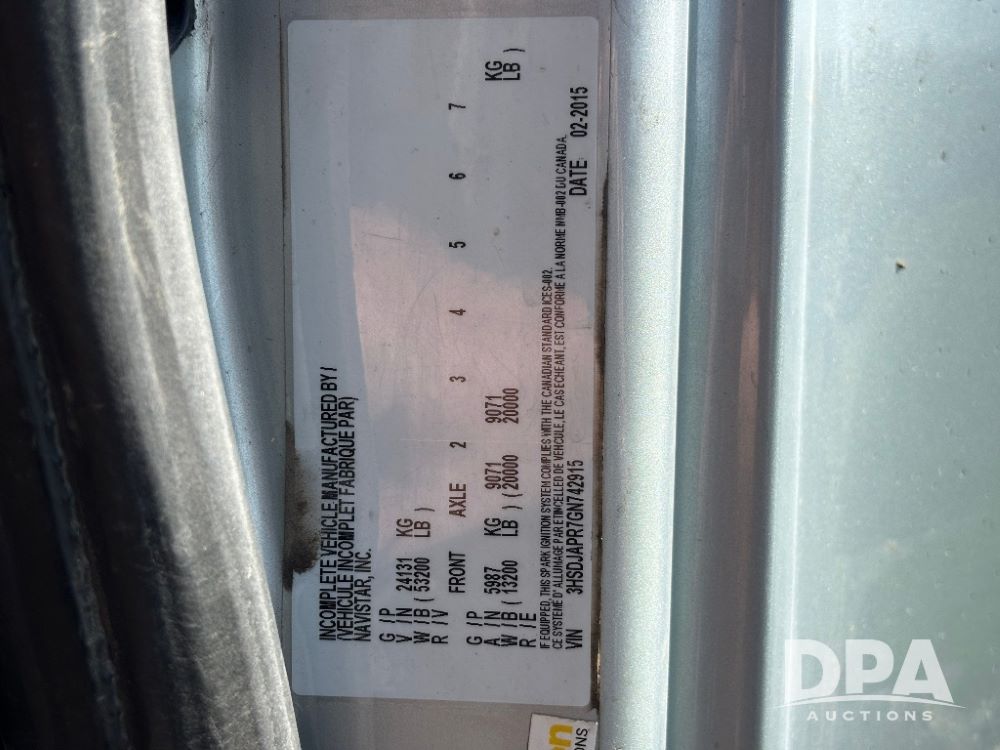 INCOMPLETE VEHICLE MANUFACTURED BY /
(VEHICULE INCOMPLET FABRIQUE PAR)
NAVISTAR, INC.
G / P
V / N 24131 KG
W / B ( 53200 LB )
R / V
FRONT AXLE 2 3 4 5 6 7
G / P
A / N 5987 KG 9071 9071 KG
W / B ( 13200 LB ) ( 20000 20000 LB )
R / E
IF EQUIPPED, THIS SPARK IGNITION SYSTEM COMPLIES WITH THE CANADIAN STANDARD ICES-002.
CE SYSTEME D' ALLUMAGE PAR ETINCELLED DE VEHICULE, LE CAS ECHEANT, EST CONFORME A LA NORME NMB-002 DU CANADA.
VIN 3HSDJAPR7GN742915 DATE: 02-2015
DPA
AUCTIONS